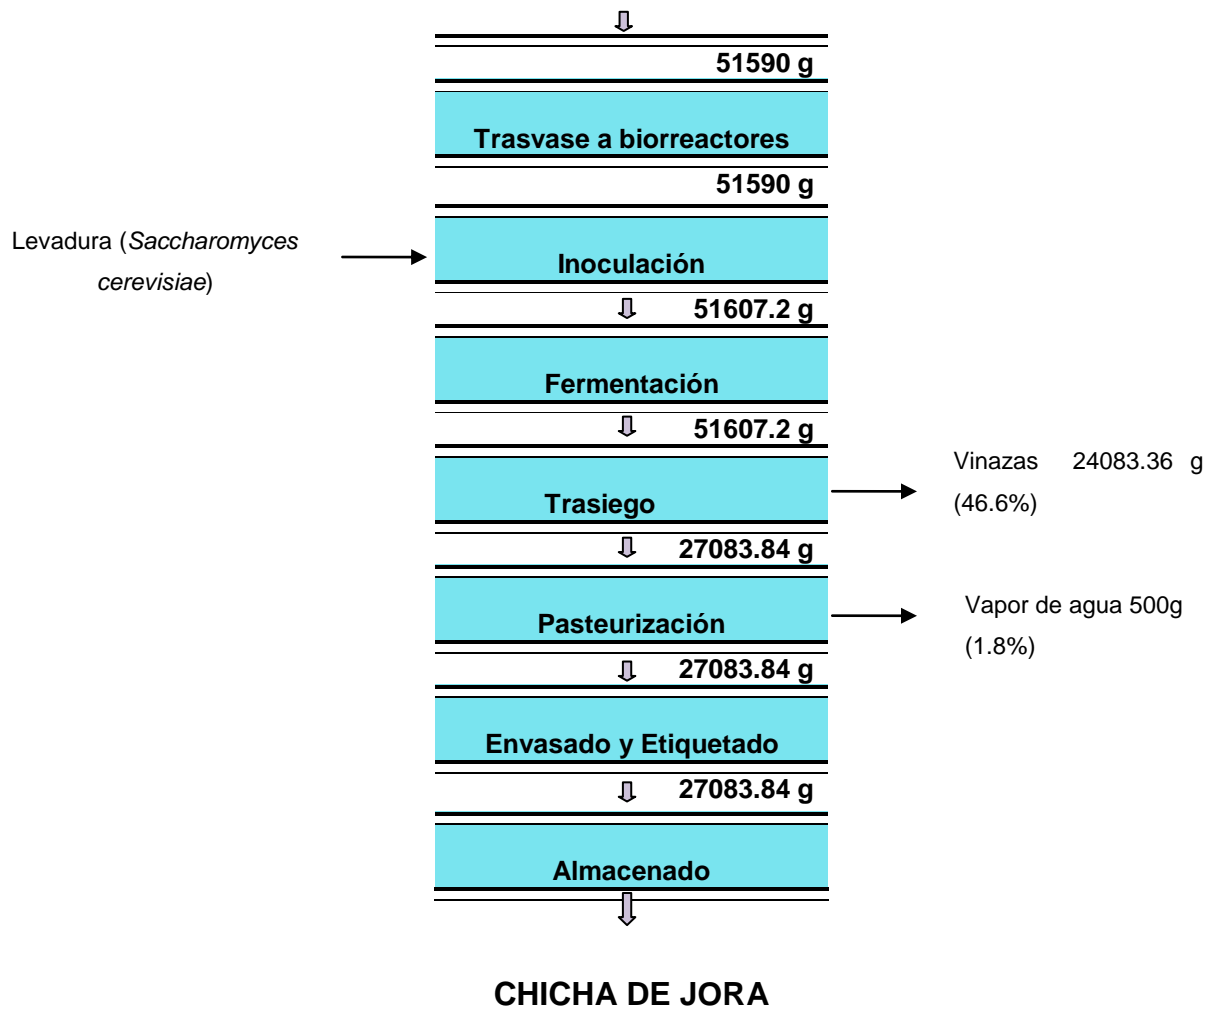 51590 g
Trasvase a biorreactores
51590 g
Levadura (Saccharomyces
cerevisiae)
Inoculación
51607.2 g
Fermentación
51607.2 g
Vinazas 24083.36 g
(46.6%)
Trasiego
27083.84 g
Vapor de agua 500g
(1.8%)
Pasteurización
27083.84 g
Envasado y Etiquetado
27083.84 g
Almacenado
CHICHA DE JORA